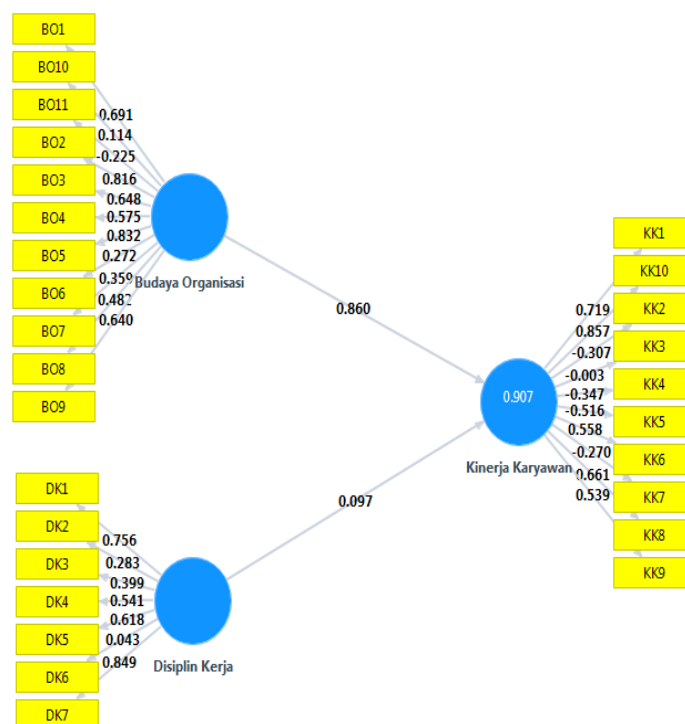 BO1
BO10
BO11
BO2
BO3
BO4
BO5
BO6
BO7
BO8
BO9
0.691
0.114
-0.225
0.816
0.648
0.575
0.832
0.272
0.359
0.482
0.640
Budaya Organisasi
0.860
DK1
DK2
DK3
DK4
DK5
DK6
DK7
0.756
0.283
0.399
0.541
0.618
0.043
0.849
Disiplin Kerja
0.097
0.907
Kinerja Karyawan
0.719
0.857
-0.307
-0.003
-0.347
-0.516
0.558
-0.270
0.661
0.539
KK1
KK10
KK2
KK3
KK4
KK5
KK6
KK7
KK8
KK9